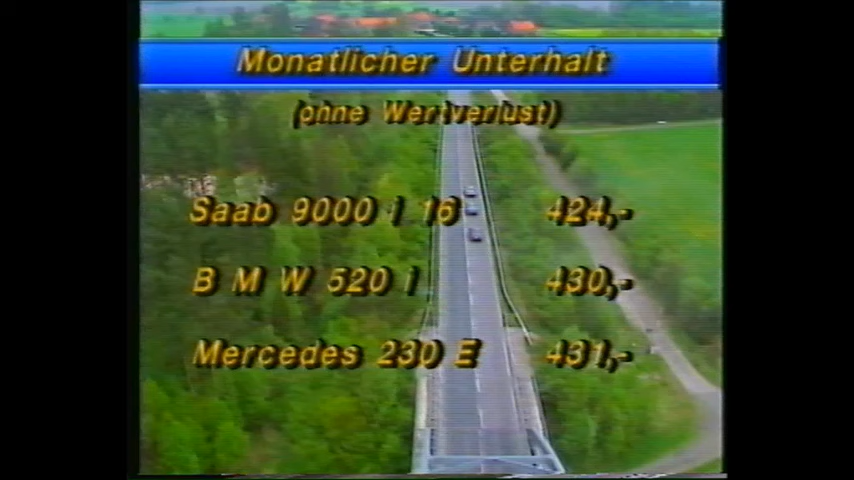 Monatlicher Unterhalt
(ohne Wertverlust)
Saab 9000 i 16 424,-
B M W 520 i 430,-
Mercedes 230 E 431,-